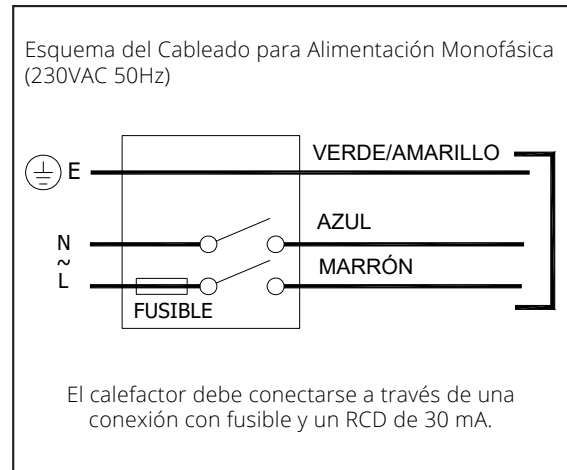 Esquema del Cableado para Alimentación Monofásica
(230VAC 50Hz)
VERDE/AMARILLO
E
AZUL
N
~
L
MARRÓN
FUSIBLE
El calefactor debe conectarse a través de una
conexión con fusible y un RCD de 30 mA.